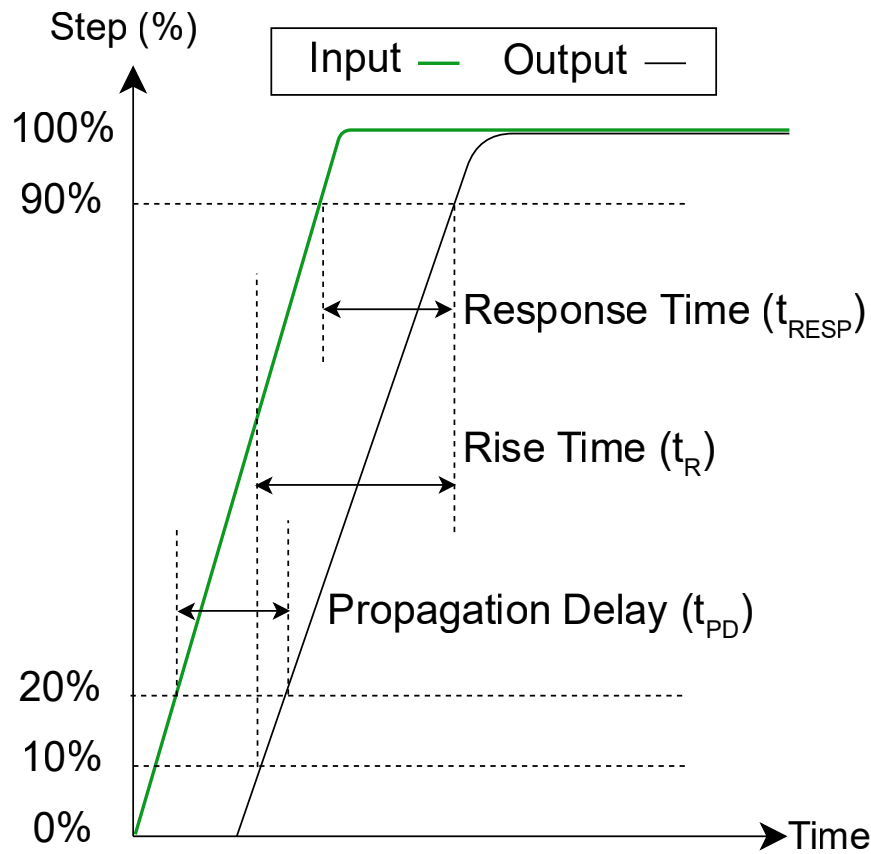 Step (%)
Input
Output
100%
90%
Response Time (tRESP)
Rise Time (tR)
Propagation Delay (tPD)
20%
10%
0%
Time